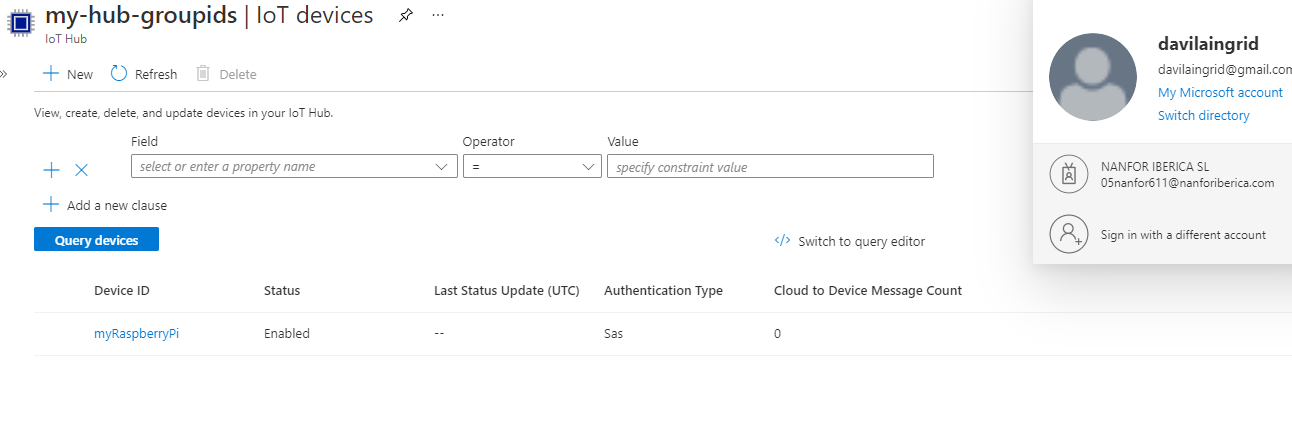 my-hub-groupids | IoT devices
IoT Hub
New
Refresh
Delete
View, create, delete, and update devices in your IoT Hub.
Field
Operator
Value
select or enter a property name
=
specify constraint value
Add a new clause
Query devices
Switch to query editor
Device ID
Status
Last Status Update (UTC)
Authentication Type
Cloud to Device Message Count
myRaspberryPi
Enabled
--
Sas
0
davilaingrid
davilaingrid@gmail.com
My Microsoft account
Switch directory
NANFOR IBERICA SL
05nanfor611@nanforiberica.com
Sign in with a different account